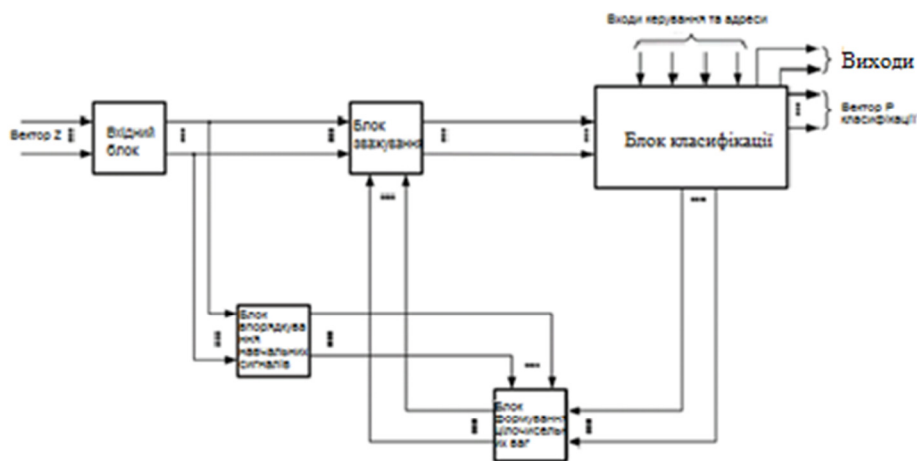 Входи керування та адреси
Виходи
Вектор Z
Вхідний
блок
Блок
зважування
Блок класифікації
Вектор P
класифікації
Блок
впорядкува
ння
навчальних
сигналів
Блок
формування
цілочисельн
их ваг